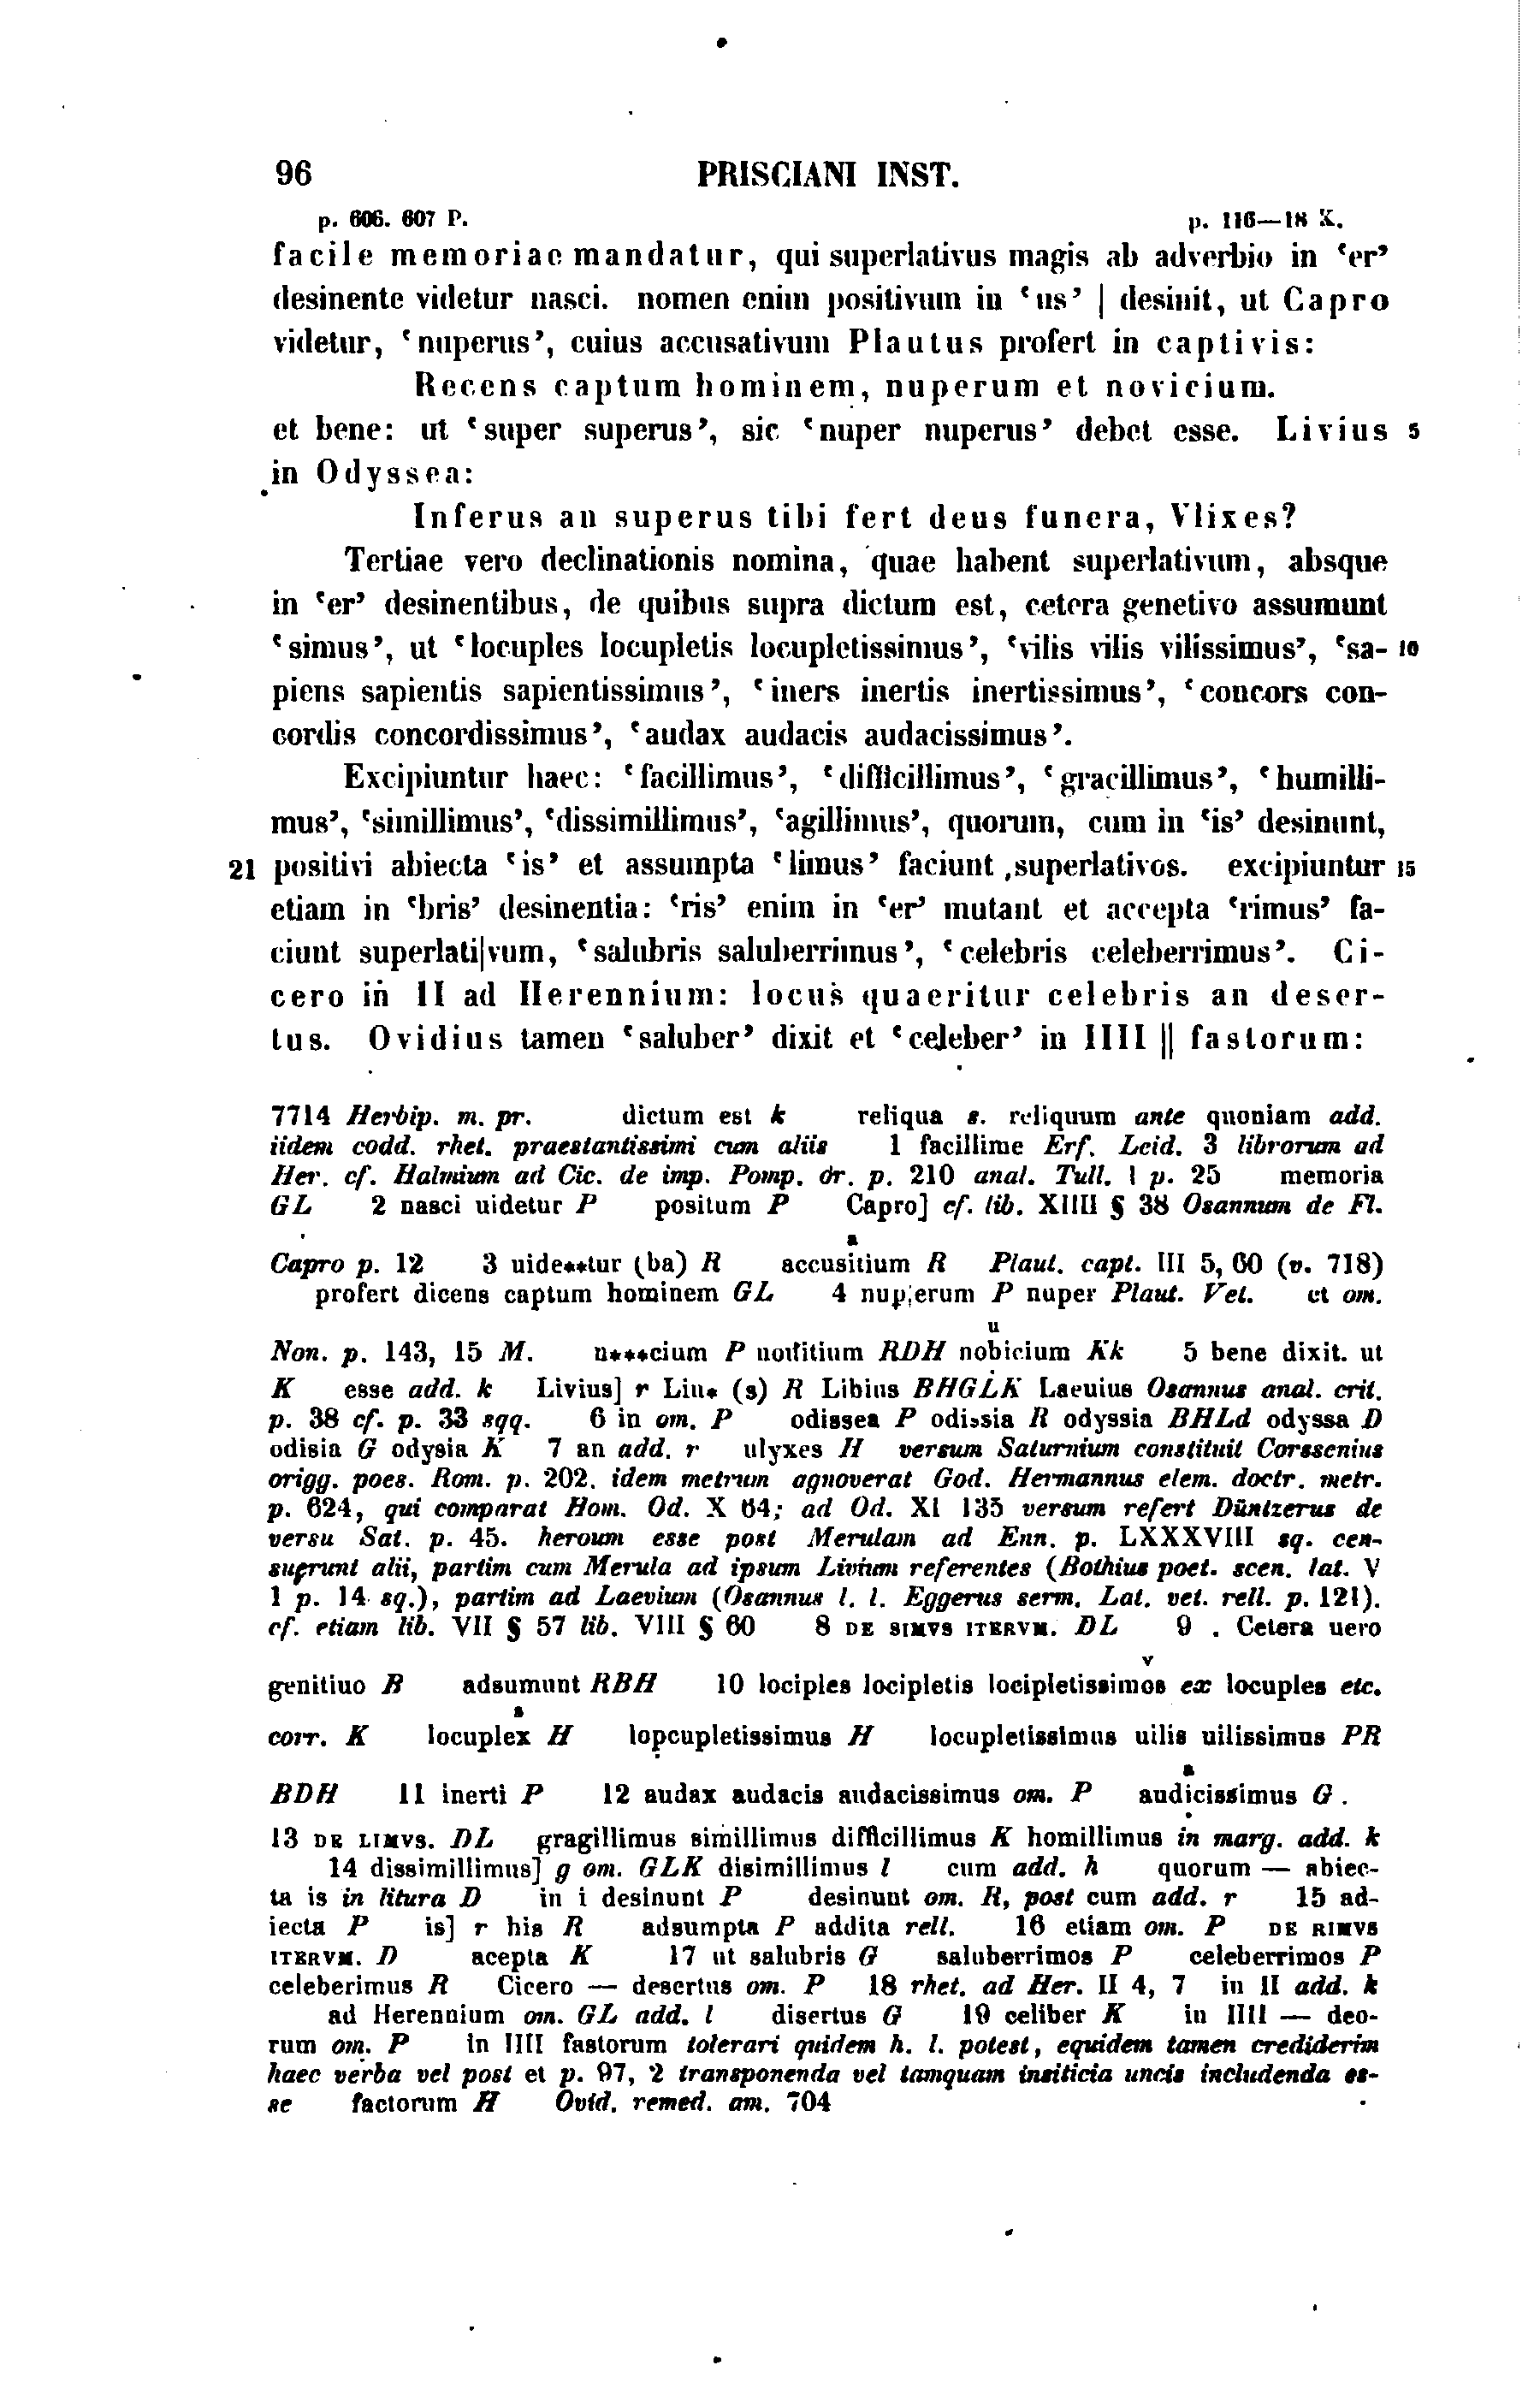 96 PRISCIANI INST.
p. 606. 607 P. p. 116—18 K.
facile memoriae mandatur, qui superlativus magis ab adverbio in ‘er’
desinente videtur nasci. nomen enim positivum in ‘us’ | desinit, ut Capro
videtur, ‘nuperus’, cuius accusativum Plautus profert in captivis:
Recens captum hominem, nuperum et novicium.
et bene: ut ‘super superus’, sic ‘nuper nuperus’ debet esse. Livius 5
in Odyssea:
Inferus an superus tibi fert deus funera, Vlixes?
Tertiae vero declinationis nomina, quae habent superlativum, absque
in ‘er’ desinentibus, de quibus supra dictum est, cetera genetivo assumunt
‘simus’, ut ‘locuples locupletis locupletissimus’, ‘vilis vilis vilissimus’, ‘sa- 10
piens sapientis sapientissimus’, ‘iners inertis inertissimus’, ‘concors con-
cordis concordissimus’, ‘audax audacis audacissimus’.
Excipiuntur haec: ‘facillimus’, ‘difficillimus’, ‘gracillimus’, ‘humilli-
mus’, ‘simillimus’, ‘dissimillimus’, ‘agillimus’, quorum, cum in ‘is’ desinunt,
21 positivi abiecta ‘is’ et assumpta ‘limus’ faciunt superlativos. excipiuntur 15
etiam in ‘bris’ desinentia: ‘ris’ enim in ‘er’ mutant et accepta ‘rimus’ fa-
ciunt superlati|vum, ‘salubris saluberrimus’, ‘celebris celeberrimus’. Ci-
cero in II ad Herennium: locus quaeritur celebris an deser-
tus. Ovidius tamen ‘saluber’ dixit et ‘celeber’ in IIII || fastorum:
7714 Herbip. m. pr. dictum est k reliqua s. reliquum ante quoniam add.
iidem codd. rhet. praestantissimi cum aliis 1 facillime Erf. Leid. 3 librorum ad
Her. cf. Halmium ad Cic. de imp. Pomp. or. p. 210 anal. Tull. 1 p. 25 memoria
GL 2 nasci uidetur P positum P Capro] cf. lib. XIIII § 38 Osannum de Fl.
a
Capro p. 12 3 uide**tur (ba) R accusitium R Plaut. capt. III 5, 60 (v. 718)
profert dicens captum hominem GL 4 nup;erum P nuper Plaut. Vet. et om.
u
Non. p. 143, 15 M. n***cium P nouitium RDH nobicium Kk 5 bene dixit. ut
K esse add. k Livius] r Liu* (s) R Libius BHGLK Laeuius Osannus anal. crit.
p. 38 cf. p. 33 sqq. 6 in om. P odissea P odissia R odyssia BHLd odyssa D
odisia G odysia K 7 an add. r ulyxes H versum Saturnium constituit Corssenius
origg. poes. Rom. p. 202. idem metrum agnoverat God. Hermannus elem. doctr. metr.
p. 624, qui comparat Hom. Od. X 64; ad Od. XI 135 versum refert Düntzerus de
versu Sat. p. 45. heroum esse post Merulam ad Enn. p. LXXXVIII sq. cen-
suerunt alii, partim cum Merula ad ipsum Livium referentes (Bothius poet. scen. lat. V
1 p. 14 sq.), partim ad Laevium (Osannus l. l. Eggerus serm. Lat. vet. rell. p. 121).
cf. etiam lib. VII § 57 lib. VIII § 60 8 DE SIMVS ITERVM. DL 9 . Cetera uero
v
genitiuo B adsumunt RBH 10 lociples locipletis locipletissimos ex locuples etc.
s
corr. K locuplex H lopcupletissimus H locupletissimus uilis uilissimus PR
a
BDH 11 inerti P 12 audax audacis audacissimus om. P audicissimus G.
13 DE LIMVS. DL gragillimus simillimus difficillimus K homillimus in marg. add. k
14 dissimillimus] g om. GLK disimillimus l cum add. h quorum — abiec-
ta is in litura D in i desinunt P desinunt om. R, post cum add. r 15 ad-
iecta P is] r his R adsumpta P addita rell. 16 etiam om. P DE RIMVS
ITERVM. D acepta K 17 ut salubris G saluberrimos P celeberrimos P
celeberimus R Cicero — desertus om. P 18 rhet. ad Her. II 4, 7 in II add. k
ad Herennium om. GL add. l disertus G 19 celiber K in IIII — deo-
rum om. P in IIII fastorum tolerari quidem h. l. potest, equidem tamen crediderim
haec verba vel post et p. 97, 2 transponenda vel tamquam insiticia uncis includenda es-
se factorum H Ovid. remed. am. 704